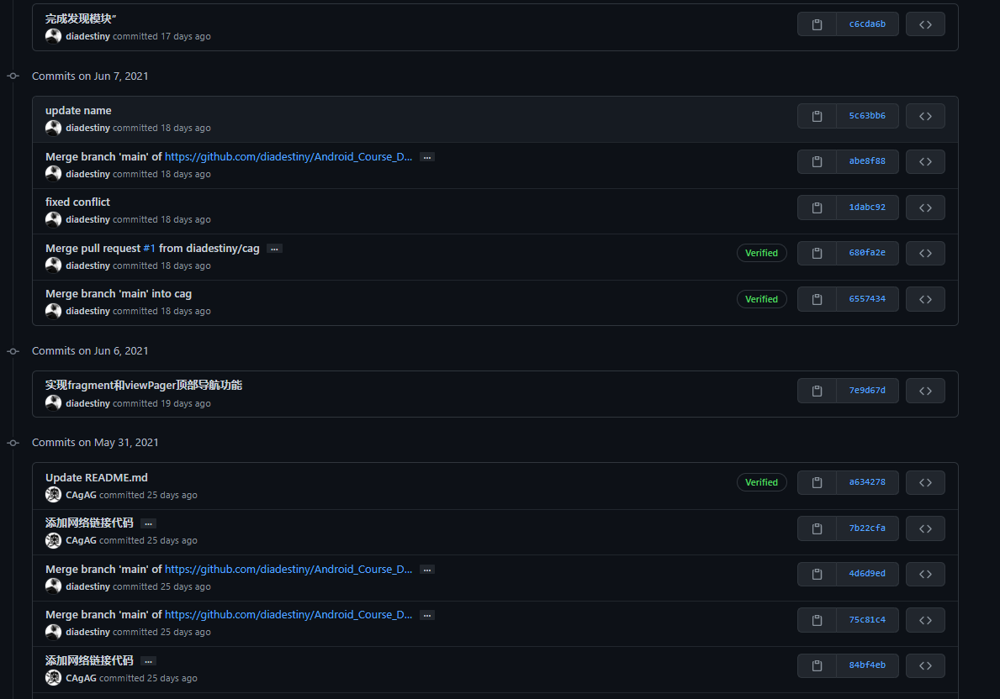 完成发现模块”
diadestiny committed 17 days ago
c6cda6b
Commits on Jun 7, 2021
update name
diadestiny committed 18 days ago
5c63bb6
Merge branch 'main' of https://github.com/diadestiny/Android_Course_D... …
diadestiny committed 18 days ago
abe8f88
fixed conflict
diadestiny committed 18 days ago
1dabc92
Merge pull request #1 from diadestiny/cag …
diadestiny committed 18 days ago
Verified
680fa2e
Merge branch 'main' into cag
diadestiny committed 18 days ago
Verified
6557434
Commits on Jun 6, 2021
实现fragment和viewPager顶部导航功能
diadestiny committed 19 days ago
7e9d67d
Commits on May 31, 2021
Update README.md
CAgAG committed 25 days ago
Verified
a634278
添加网络链接代码 …
CAgAG committed 25 days ago
7b22cfa
Merge branch 'main' of https://github.com/diadestiny/Android_Course_D... …
diadestiny committed 25 days ago
4d6d9ed
Merge branch 'main' of https://github.com/diadestiny/Android_Course_D... …
diadestiny committed 25 days ago
75c81c4
添加网络链接代码 …
CAgAG committed 25 days ago
84bf4eb